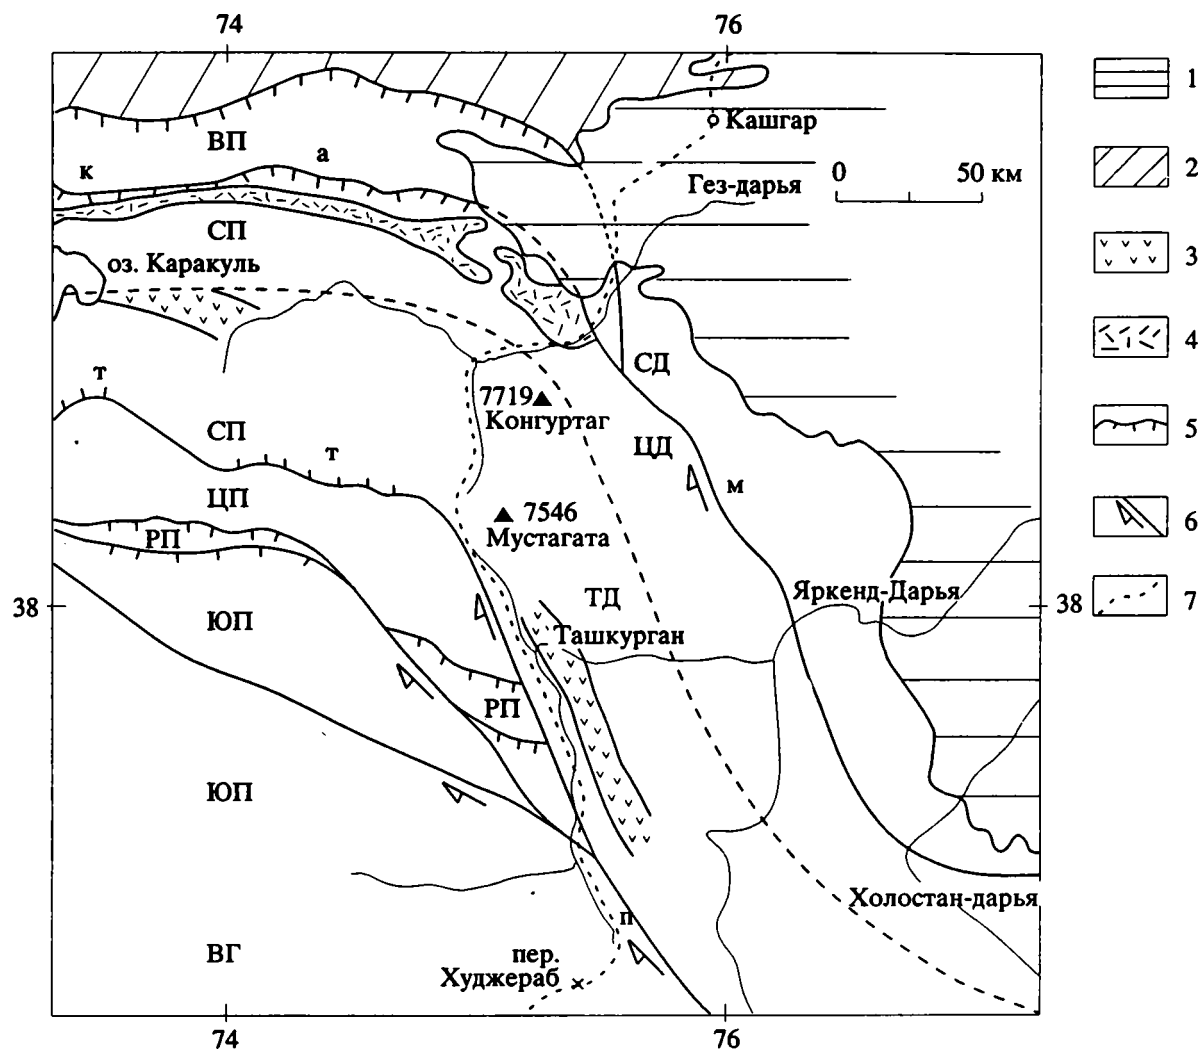 74
76
1
Кашгар
ВП
а
2
к
Гез-дарья
0
50 км
СП
3
оз. Каракуль
4
СД
т
7719
Конгуртаг
5
СП
ЦД
т
м
ЦП
7546
6
РП
Мустагата
Яркенд-Дарья
38
ТД
38
7
ЮП
Ташкурган
РП
ЮП
Холостан-дарья
п
ВГ
пер.
Худжераб
74
76